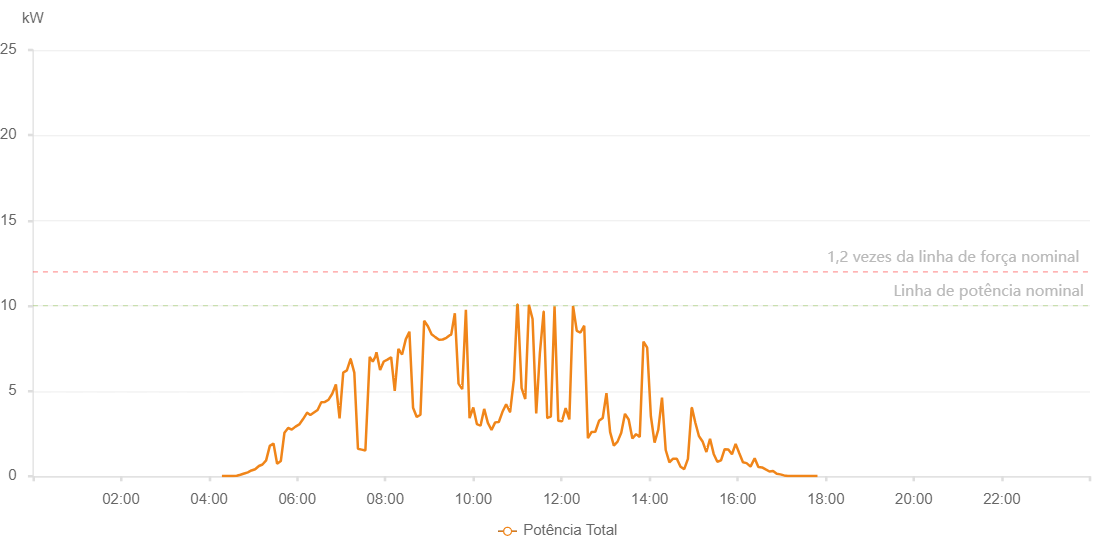 kW
25
20
15
1,2 vezes da linha de força nominal
Linha de potência nominal
10
5
0
02:00 04:00 06:00 08:00 10:00 12:00 14:00 16:00 18:00 20:00 22:00
Potência Total